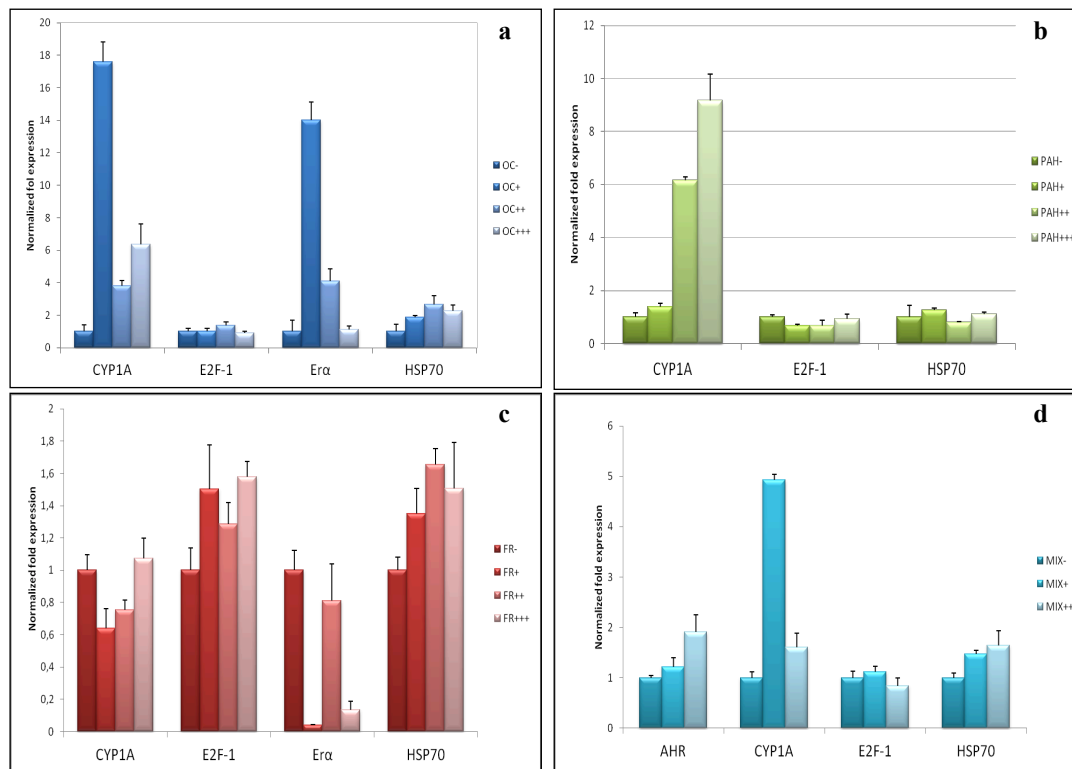 a
20
18
16
14
12
10
8
6
4
2
0
Normalized fol expression
CYP1A E2F-1 Erα HSP70
OC-
OC+
OC++
OC+++
b
12
10
8
6
4
2
0
Normalized fold expression
CYP1A E2F-1 HSP70
PAH-
PAH+
PAH++
PAH+++
c
2
1,8
1,6
1,4
1,2
1
0,8
0,6
0,4
0,2
0
Normalized fold expression
CYP1A E2F-1 Erα HSP70
FR-
FR+
FR++
FR+++
d
6
5
4
3
2
1
0
Normalized fold expression
AHR CYP1A E2F-1 HSP70
MIX-
MIX+
MIX++